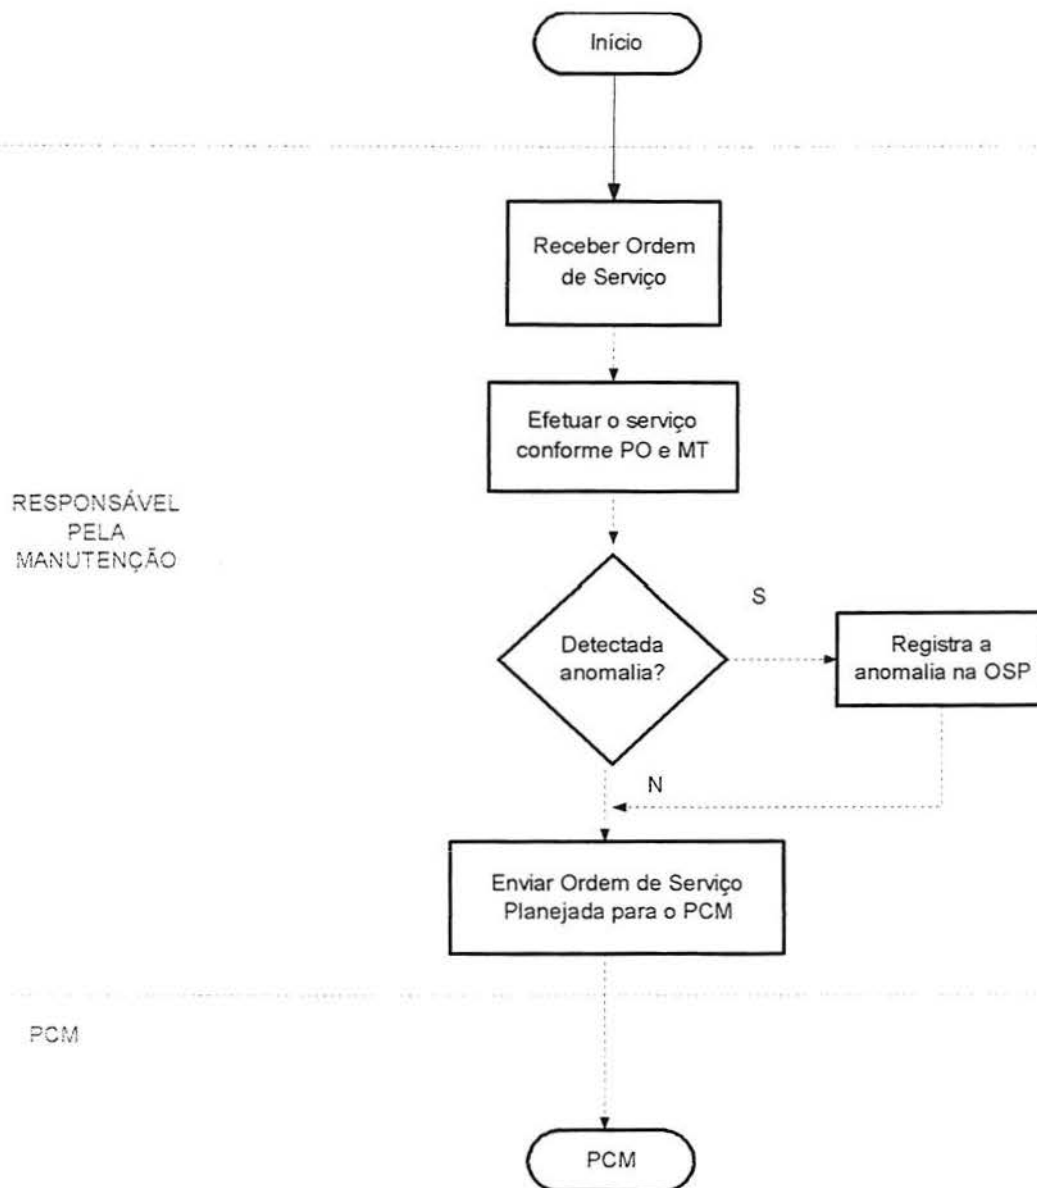 Início
Receber Ordem
de Serviço
Efetuar o serviço
conforme PO e MT
RESPONSÁVEL
PELA
MANUTENÇÃO
Detectada
anomalia?
S
Registra a
anomalia na OSP
N
Enviar Ordem de Serviço
Planejada para o PCM
PCM
PCM